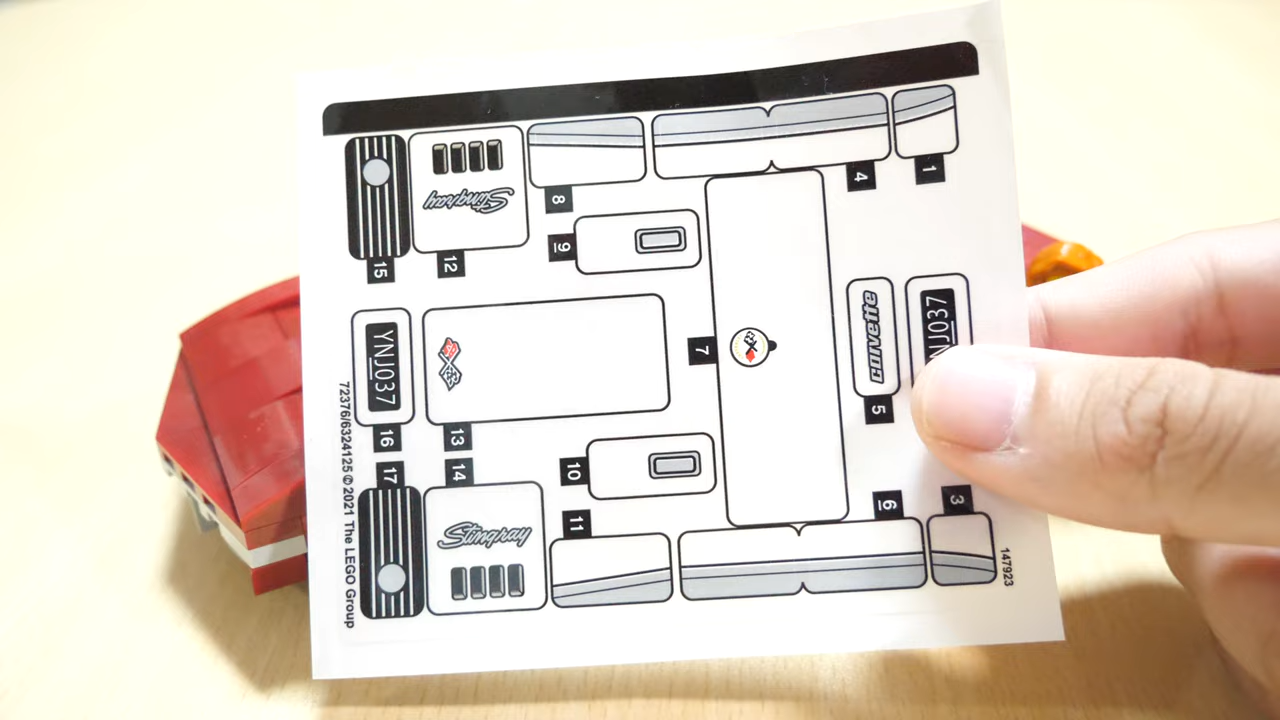 1
4
8
Stingray
12
15
9
YNJ037
16
13
7
corvette
5
NJ037
17
14
10
11
Stingray
6
3
147923
72376/6324125 © 2021 The LEGO Group